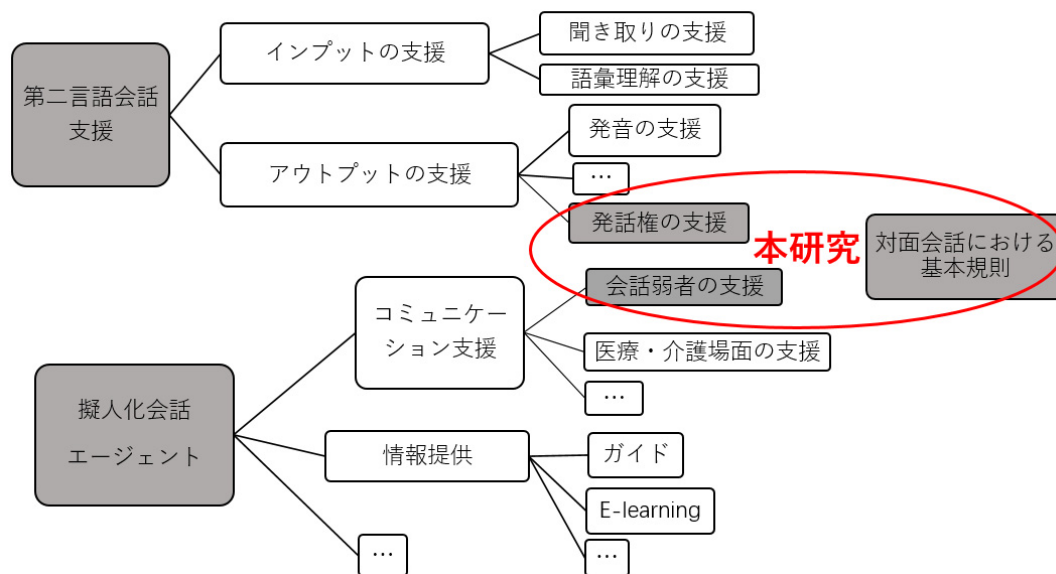 第二言語会話
支援
インプットの支援
聞き取りの支援
語彙理解の支援
アウトプットの支援
発音の支援
…
発話権の支援
本研究
対面会話における
基本規則
擬人化会話
エージェント
コミュニケー
ション支援
会話弱者の支援
医療・介護場面の支援
…
情報提供
ガイド
E-learning
…
…